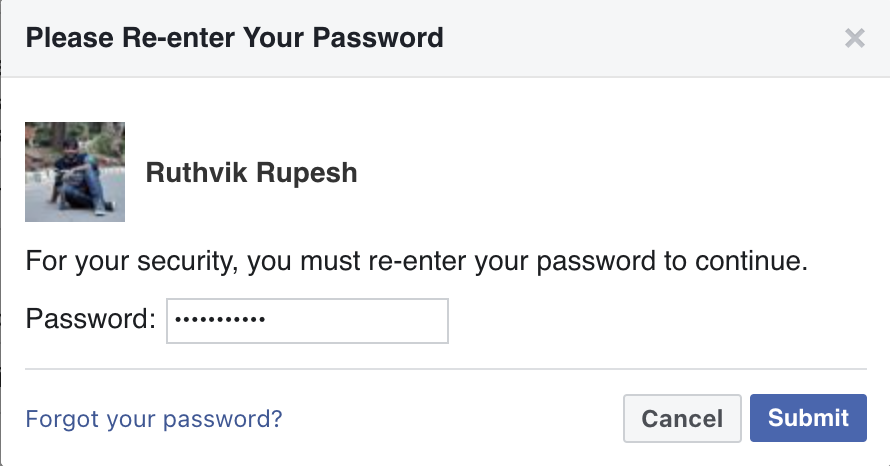 Please Re-enter Your Password
Ruthvik Rupesh
For your security, you must re-enter your password to continue.
Password: •••••••••••
Forgot your password?
Cancel
Submit